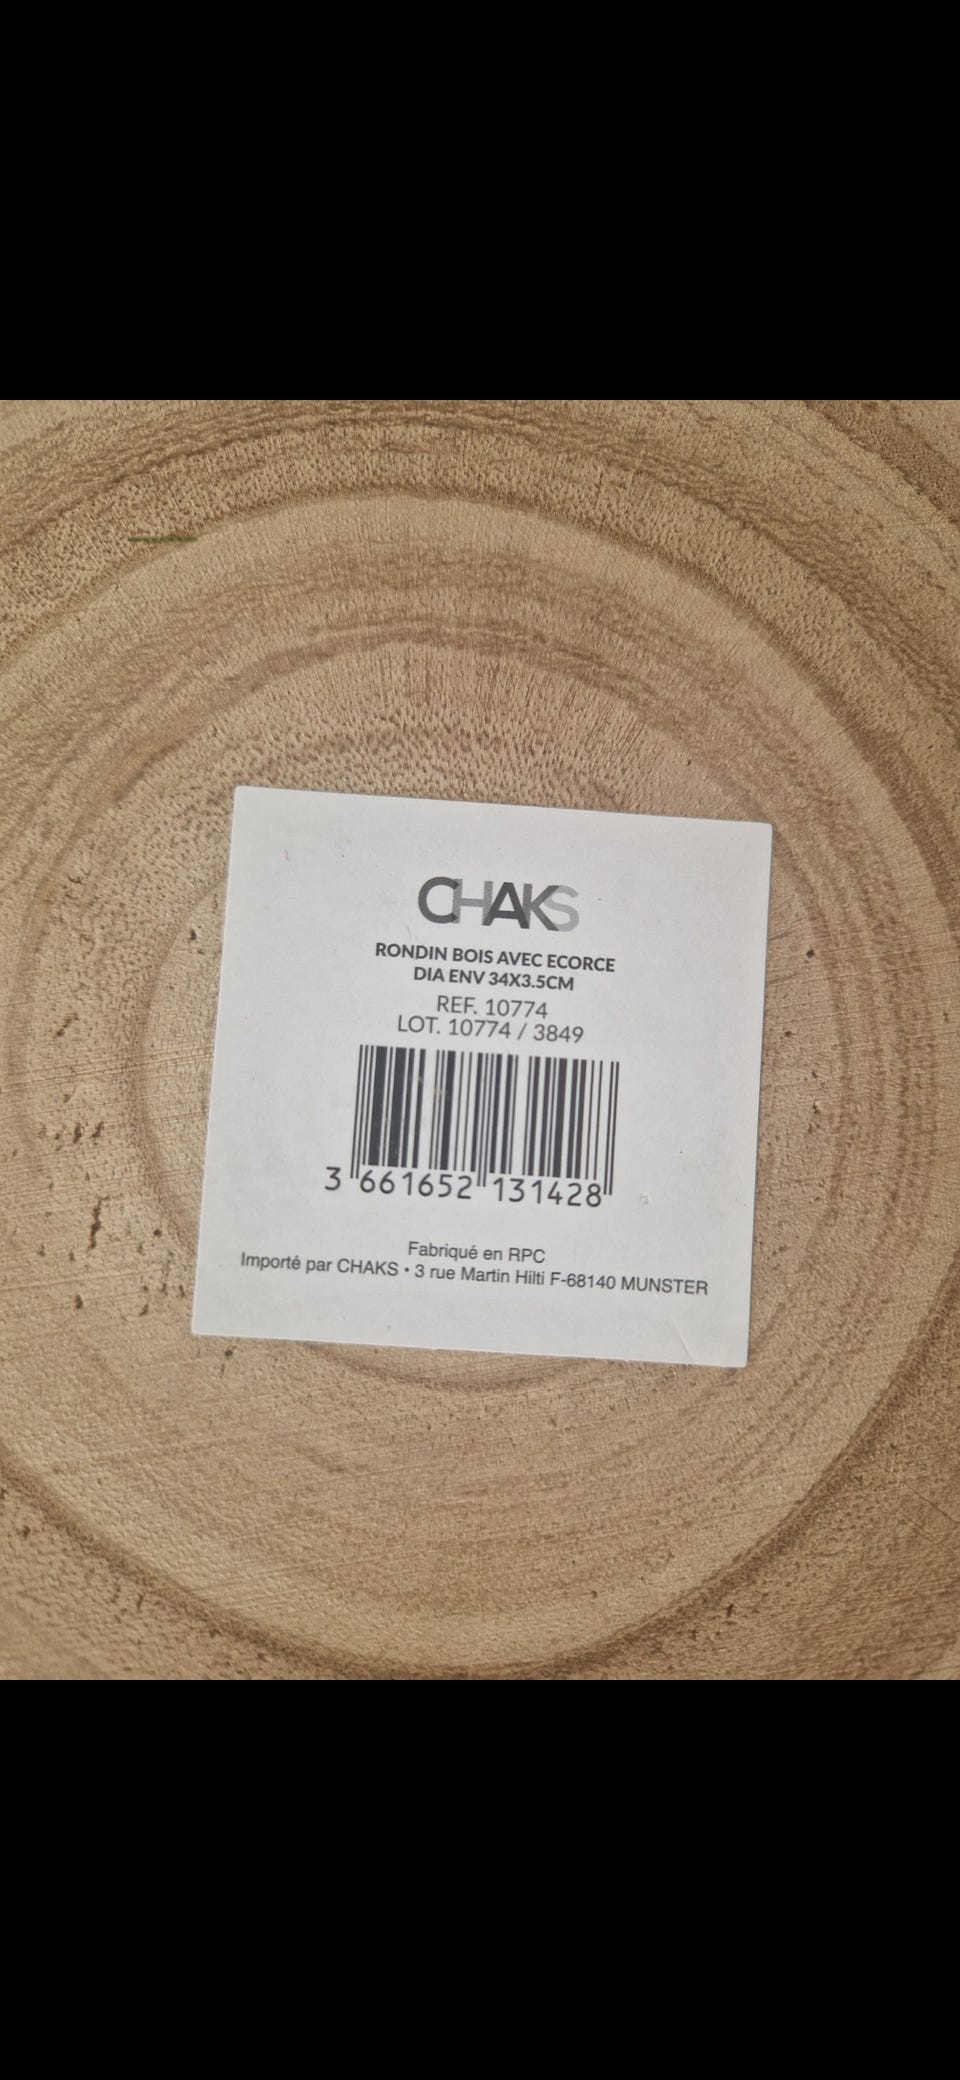 CHAKS
RONDIN BOIS AVEC ECORCE
DIA ENV 34X3.5CM
REF. 10774
LOT. 10774 / 3849
3 661652 131428
Fabriqué en RPC
Importé par CHAKS • 3 rue Martin Hilti F-68140 MUNSTER